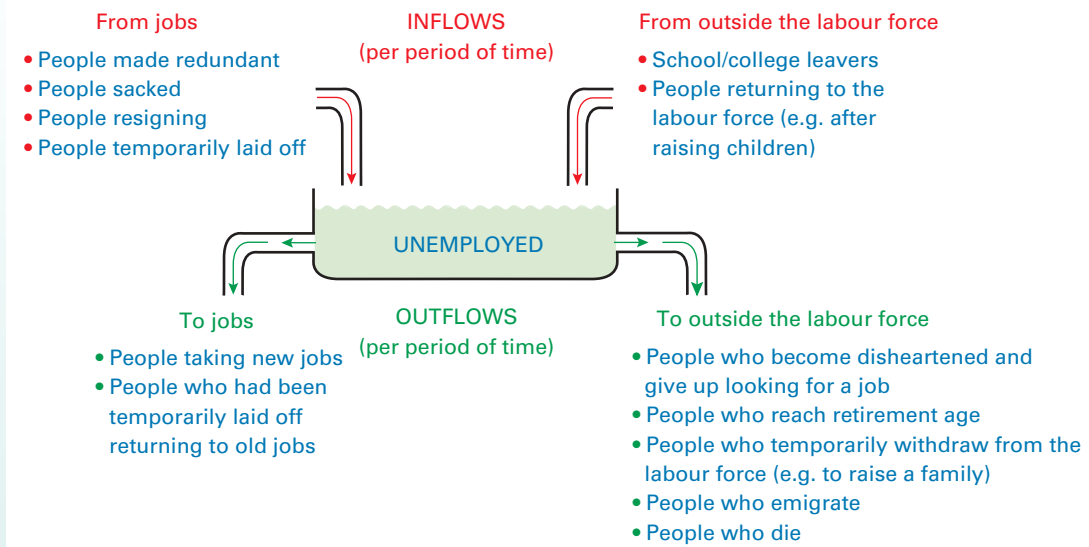 From jobs
• People made redundant
• People sacked
• People resigning
• People temporarily laid off
INFLOWS
(per period of time)
From outside the labour force
• School/college leavers
• People returning to the
labour force (e.g. after
raising children)
UNEMPLOYED
To jobs
• People taking new jobs
• People who had been
temporarily laid off
returning to old jobs
OUTFLOWS
(per period of time)
To outside the labour force
• People who become disheartened and
give up looking for a job
• People who reach retirement age
• People who temporarily withdraw from the
labour force (e.g. to raise a family)
• People who emigrate
• People who die